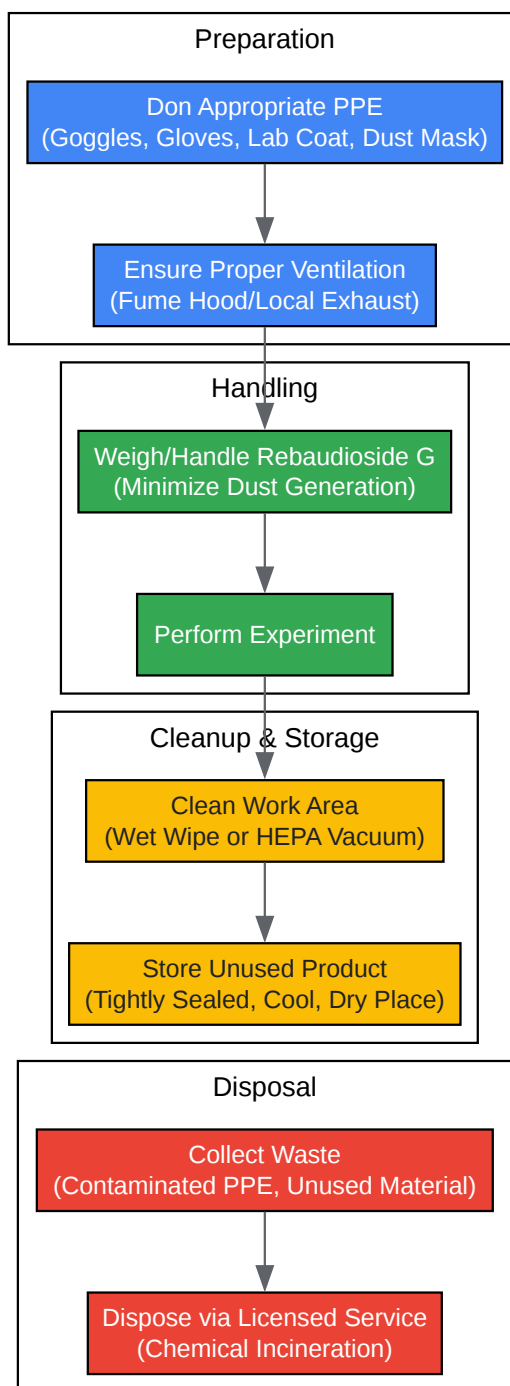 Preparation
Don Appropriate PPE
(Goggles, Gloves, Lab Coat, Dust Mask)
Ensure Proper Ventilation
(Fume Hood/Local Exhaust)
Handling
Weigh/Handle Rebaudioside G
(Minimize Dust Generation)
Perform Experiment
Cleanup & Storage
Clean Work Area
(Wet Wipe or HEPA Vacuum)
Store Unused Product
(Tightly Sealed, Cool, Dry Place)
Disposal
Collect Waste
(Contaminated PPE, Unused Material)
Dispose via Licensed Service
(Chemical Incineration)